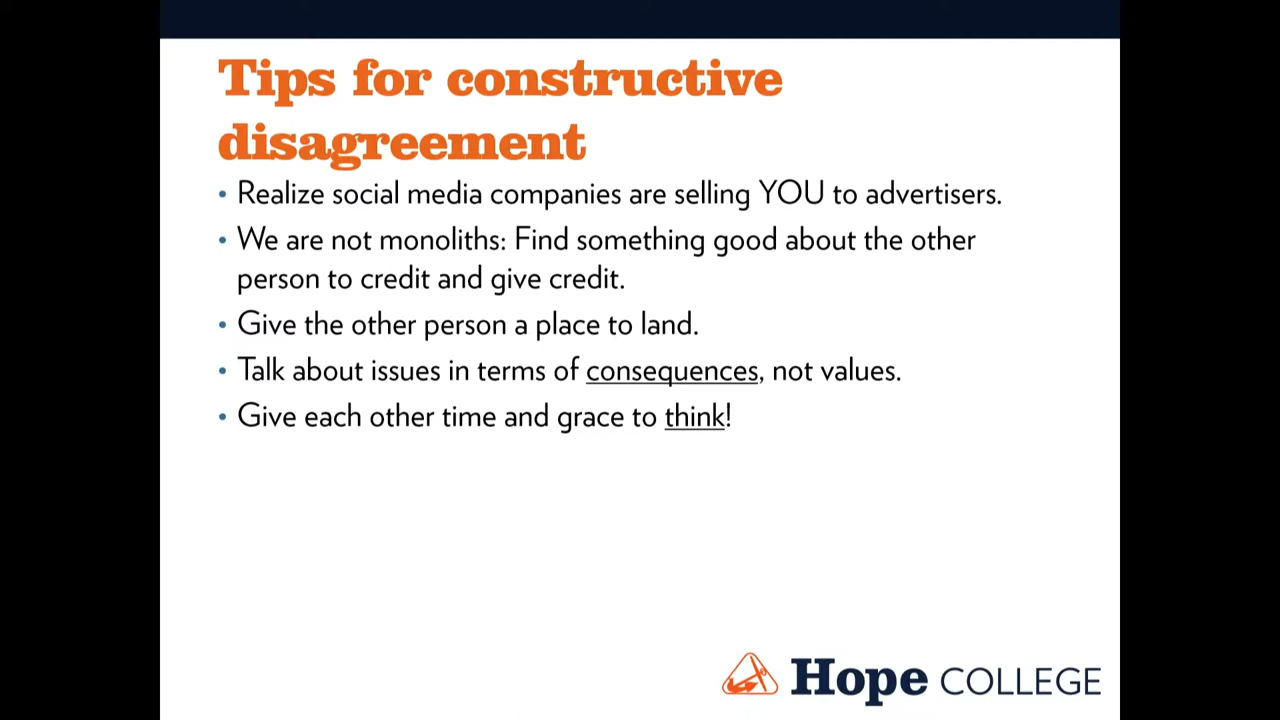 Tips for constructive
disagreement
• Realize social media companies are selling YOU to advertisers.
• We are not monoliths: Find something good about the other
person to credit and give credit.
• Give the other person a place to land.
• Talk about issues in terms of consequences, not values.
• Give each other time and grace to think!
Hope COLLEGE